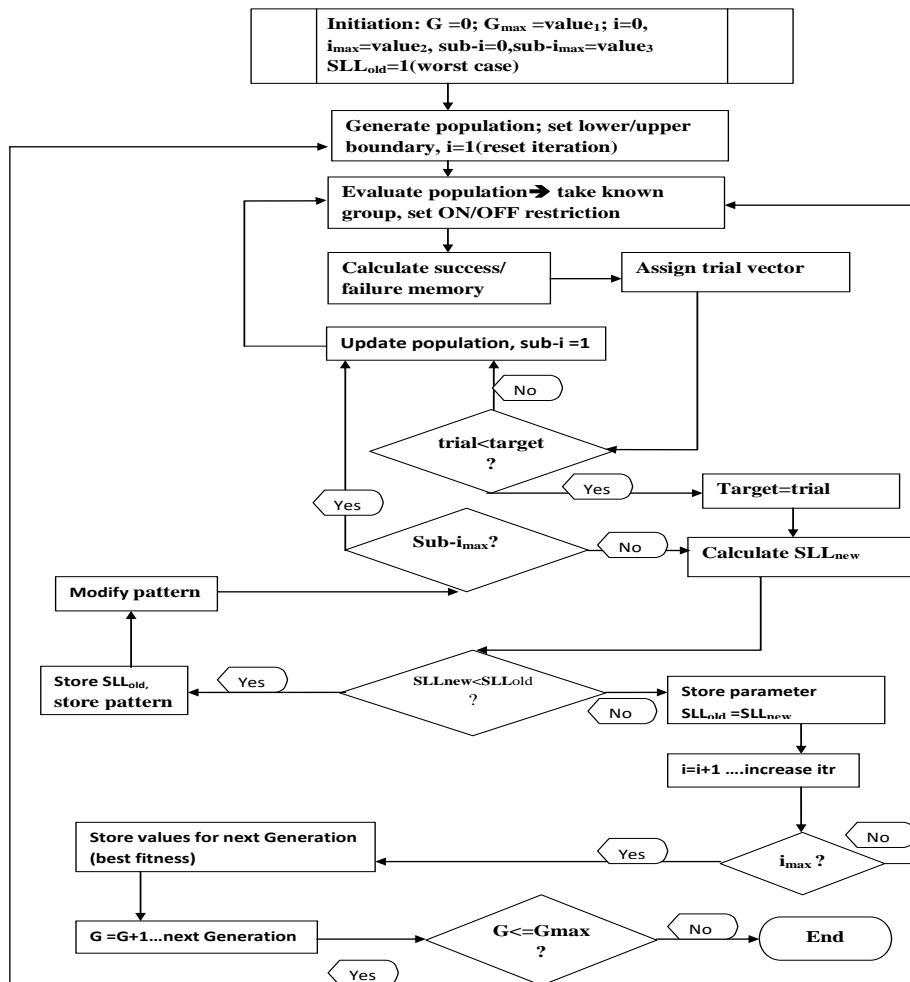 Initiation: G =0; Gmax =value1; i=0,
imax=value2, sub-i=0,sub-imax=value3
SLLold=1(worst case)
Generate population; set lower/upper
boundary, i=1(reset iteration)
Evaluate population➔ take known
group, set ON/OFF restriction
Calculate success/
failure memory
Assign trial vector
Update population, sub-i =1
No
trial<target
?
Yes
Target=trial
Yes
Sub-imax?
No
Calculate SLLnew
Modify pattern
Store SLLold,
store pattern
Yes
SLLnew<SLLold
?
No
Store parameter
SLLold =SLLnew
i=i+1 ....increase itr
Store values for next Generation
(best fitness)
Yes
imax ?
No
G =G+1...next Generation
G<=Gmax
?
No
End
Yes